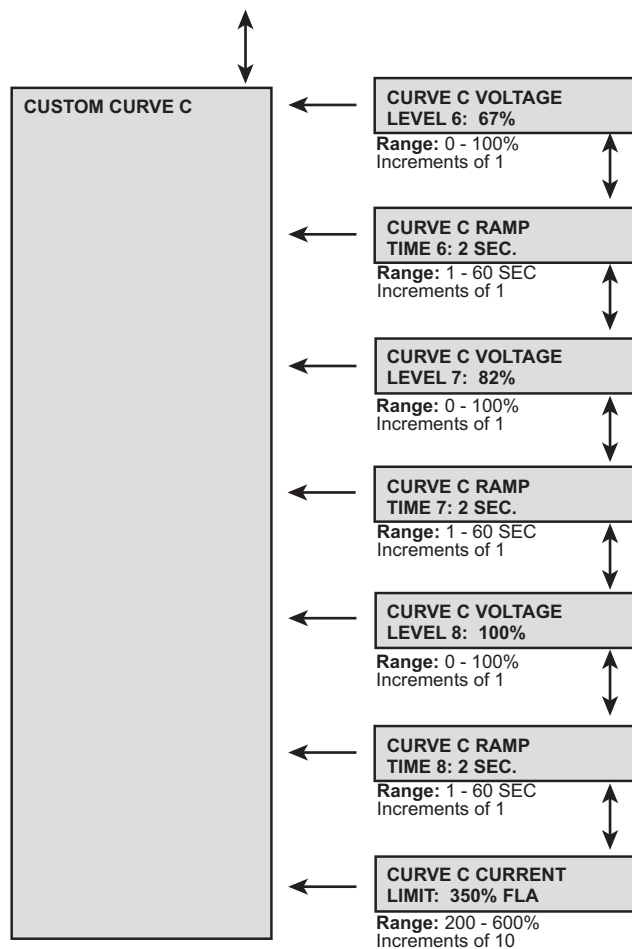 CUSTOM CURVE C
CURVE C VOLTAGE
LEVEL 6: 67%
Range: 0 - 100%
Increments of 1
CURVE C RAMP
TIME 6: 2 SEC.
Range: 1 - 60 SEC
Increments of 1
CURVE C VOLTAGE
LEVEL 7: 82%
Range: 0 - 100%
Increments of 1
CURVE C RAMP
TIME 7: 2 SEC.
Range: 1 - 60 SEC
Increments of 1
CURVE C VOLTAGE
LEVEL 8: 100%
Range: 0 - 100%
Increments of 1
CURVE C RAMP
TIME 8: 2 SEC.
Range: 1 - 60 SEC
Increments of 1
CURVE C CURRENT
LIMIT: 350% FLA
Range: 200 - 600%
Increments of 10